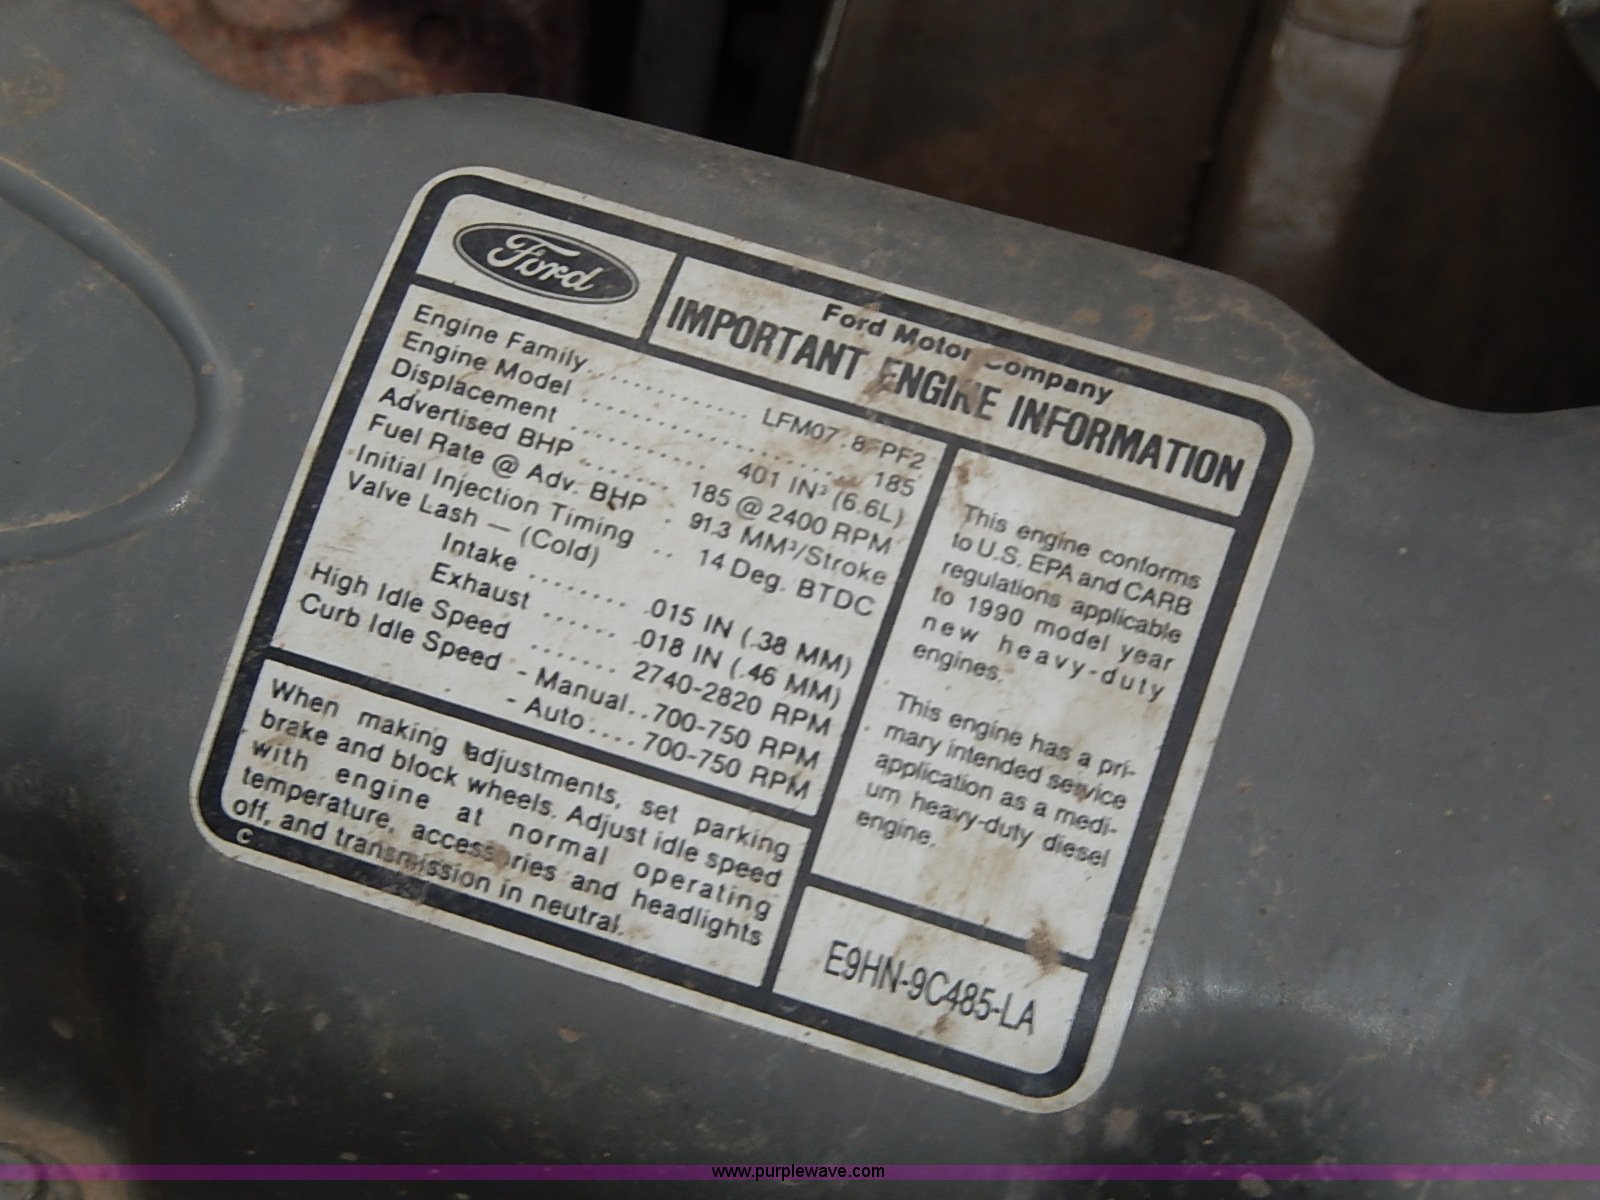 Ford
Ford Motor Company
IMPORTANT ENGINE INFORMATION
Engine Family ............ LFM07.8FPF2
Engine Model ........................ 185
Displacement ............ 401 IN³ (6.6L)
Advertised BHP ....... 185 @ 2400 RPM
Fuel Rate @ Adv. BHP . 91.3 MM³/Stroke
Initial Injection Timing .. 14 Deg. BTDC
Valve Lash — (Cold)
Intake ........ .015 IN (.38 MM)
Exhaust ....... .018 IN (.46 MM)
High Idle Speed ....... 2740-2820 RPM
Curb Idle Speed - Manual..700-750 RPM
- Auto .... 700-750 RPM
When making adjustments, set parking
brake and block wheels. Adjust idle speed
with engine at normal operating
temperature, accessories and headlights
off, and transmission in neutral.
C
This engine conforms
to U.S. EPA and CARB
regulations applicable
to 1990 model year
new heavy-duty
engines.
This engine has a pri-
mary intended service
application as a medi-
um heavy-duty diesel
engine.
E9HN-9C485-LA
www.purplewave.com